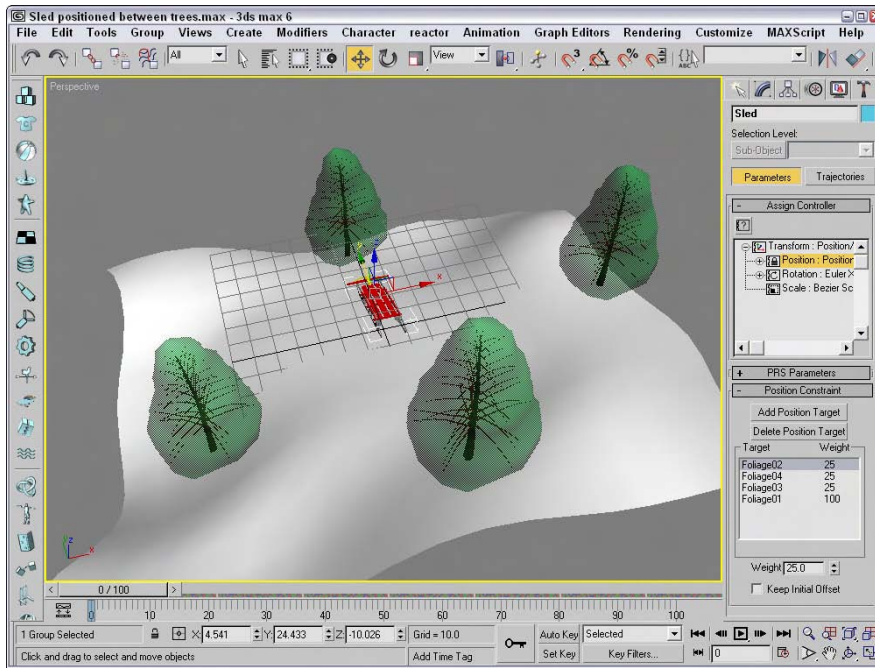 Sled positioned between trees.max - 3ds max 6
File Edit Tools Group Views Create Modifiers Character reactor Animation Graph Editors Rendering Customize MAXScript Help
All View 3 % ABC
Perspective
Sled
Selection Level:
Sub-Object
Parameters Trajectories
- Assign Controller
?
Transform : Position/
Position : Position
Rotation : Euler X
Scale : Bezier Sc
+ PRS Parameters
- Position Constraint
Add Position Target
Delete Position Target
Target Weight
Foliage02 25
Foliage04 25
Foliage03 25
Foliage01 100
Weight 25.0
Keep Initial Offset
z
x
y
z x
< 0 / 100 >
0 10 20 30 40 50 60 70 80 90 100
1 Group Selected X: 4.541 Y: 24.433 Z: -10.026 Grid = 10.0 Auto Key Selected
Click and drag to select and move objects Add Time Tag Set Key Key Filters... 0